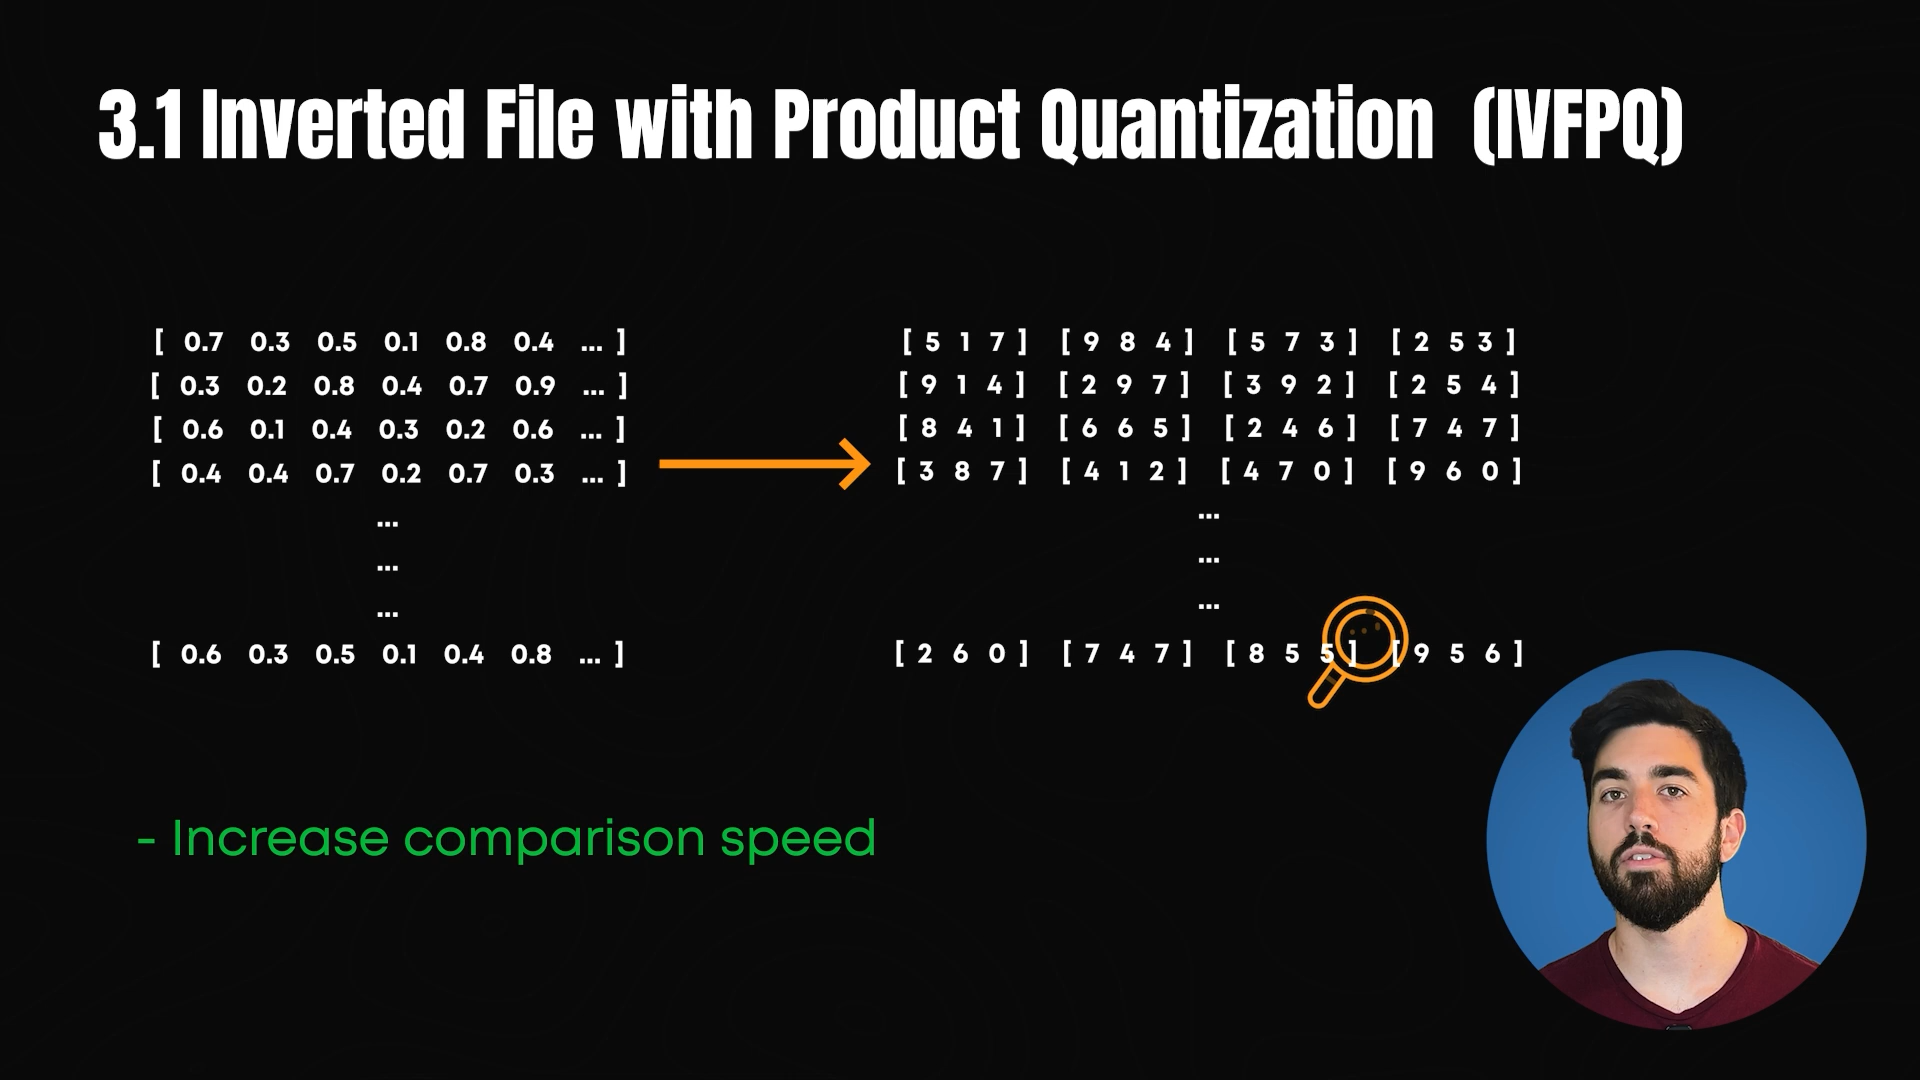 3.1 Inverted File with Product Quantization (IVFPQ)
[ 0.7 0.3 0.5 0.1 0.8 0.4 ... ]
[ 0.3 0.2 0.8 0.4 0.7 0.9 ... ]
[ 0.6 0.1 0.4 0.3 0.2 0.6 ... ]
[ 0.4 0.4 0.7 0.2 0.7 0.3 ... ]
...
...
...
[ 0.6 0.3 0.5 0.1 0.4 0.8 ... ]
[ 5 1 7 ] [ 9 8 4 ] [ 5 7 3 ] [ 2 5 3 ]
[ 9 1 4 ] [ 2 9 7 ] [ 3 9 2 ] [ 2 5 4 ]
[ 8 4 1 ] [ 6 6 5 ] [ 2 4 6 ] [ 7 4 7 ]
[ 3 8 7 ] [ 4 1 2 ] [ 4 7 0 ] [ 9 6 0 ]
...
...
...
[ 2 6 0 ] [ 7 4 7 ] [ 8 5 5 ] [ 9 5 6 ]
- Increase comparison speed